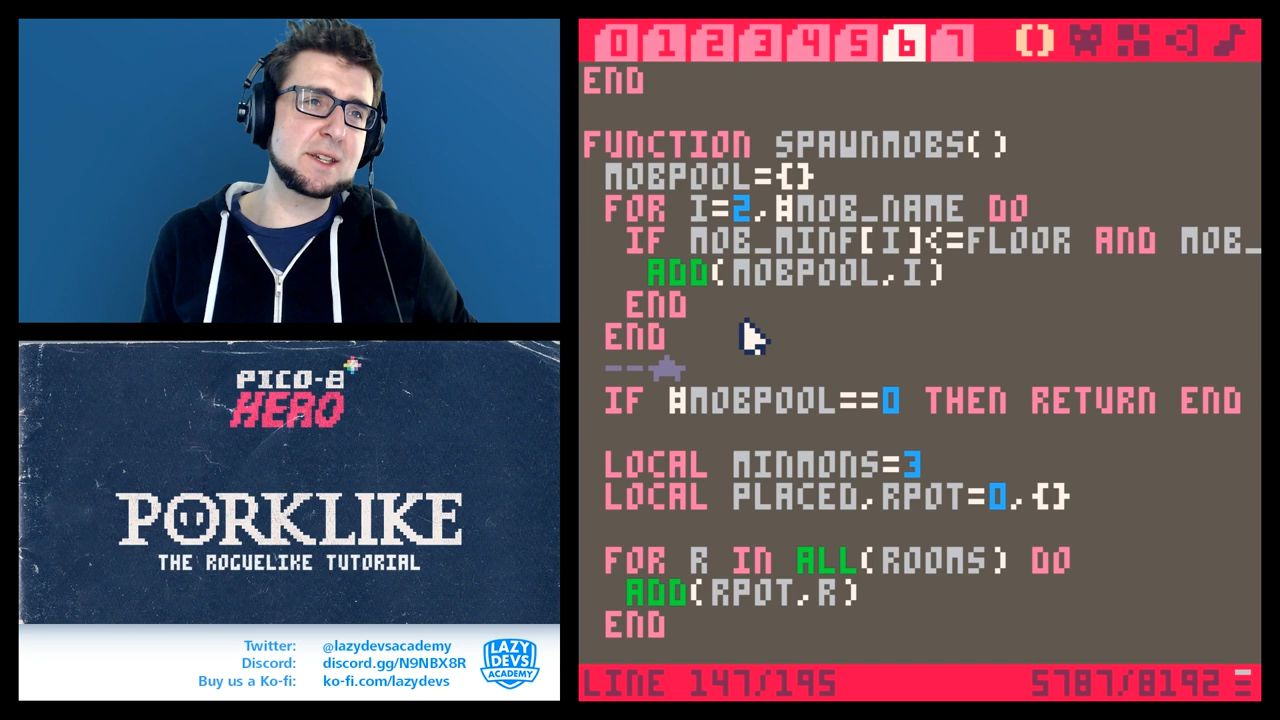 0 1 2 3 4 5 6 7 ()
END
FUNCTION SPAWNMOBS()
MOBPOOL={}
FOR I=2,#MOB_NAME DO
IF MOB_MINF[I]<=FLOOR AND MOB_
ADD(MOBPOOL,I)
END
END
--
IF #MOBPOOL==0 THEN RETURN END
LOCAL MINMONS=3
LOCAL PLACED,RPOT=0,{}
FOR R IN ALL(ROOMS) DO
ADD(RPOT,R)
END
LINE 147/195 5787/8192
PICO-8
HERO
PORKLIKE
THE ROGUELIKE TUTORIAL
Twitter: @lazydevsacademy
Discord: discord.gg/N9NBX8R
Buy us a Ko-fi: ko-fi.com/lazydevs
LAZY
DEVS
ACADEMY